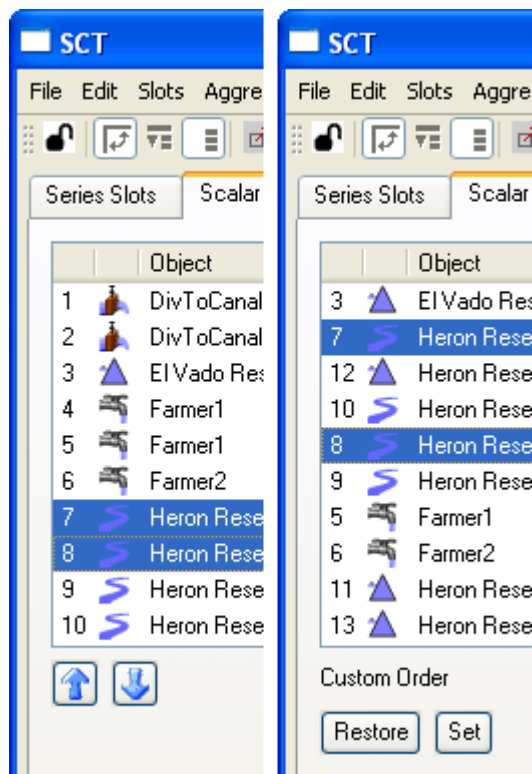 SCT
File Edit Slots Aggre
Series Slots Scalar
Object
1 DivToCanal
2 DivToCanal
3 El Vado Res
4 Farmer1
5 Farmer1
6 Farmer2
7 Heron Rese
8 Heron Rese
9 Heron Rese
10 Heron Rese
SCT
File Edit Slots Aggre
Series Slots Scalar
Object
3 El Vado Res
7 Heron Rese
12 Heron Rese
10 Heron Rese
8 Heron Rese
9 Heron Rese
5 Farmer1
6 Farmer2
11 Heron Rese
13 Heron Rese
Custom Order
Restore Set